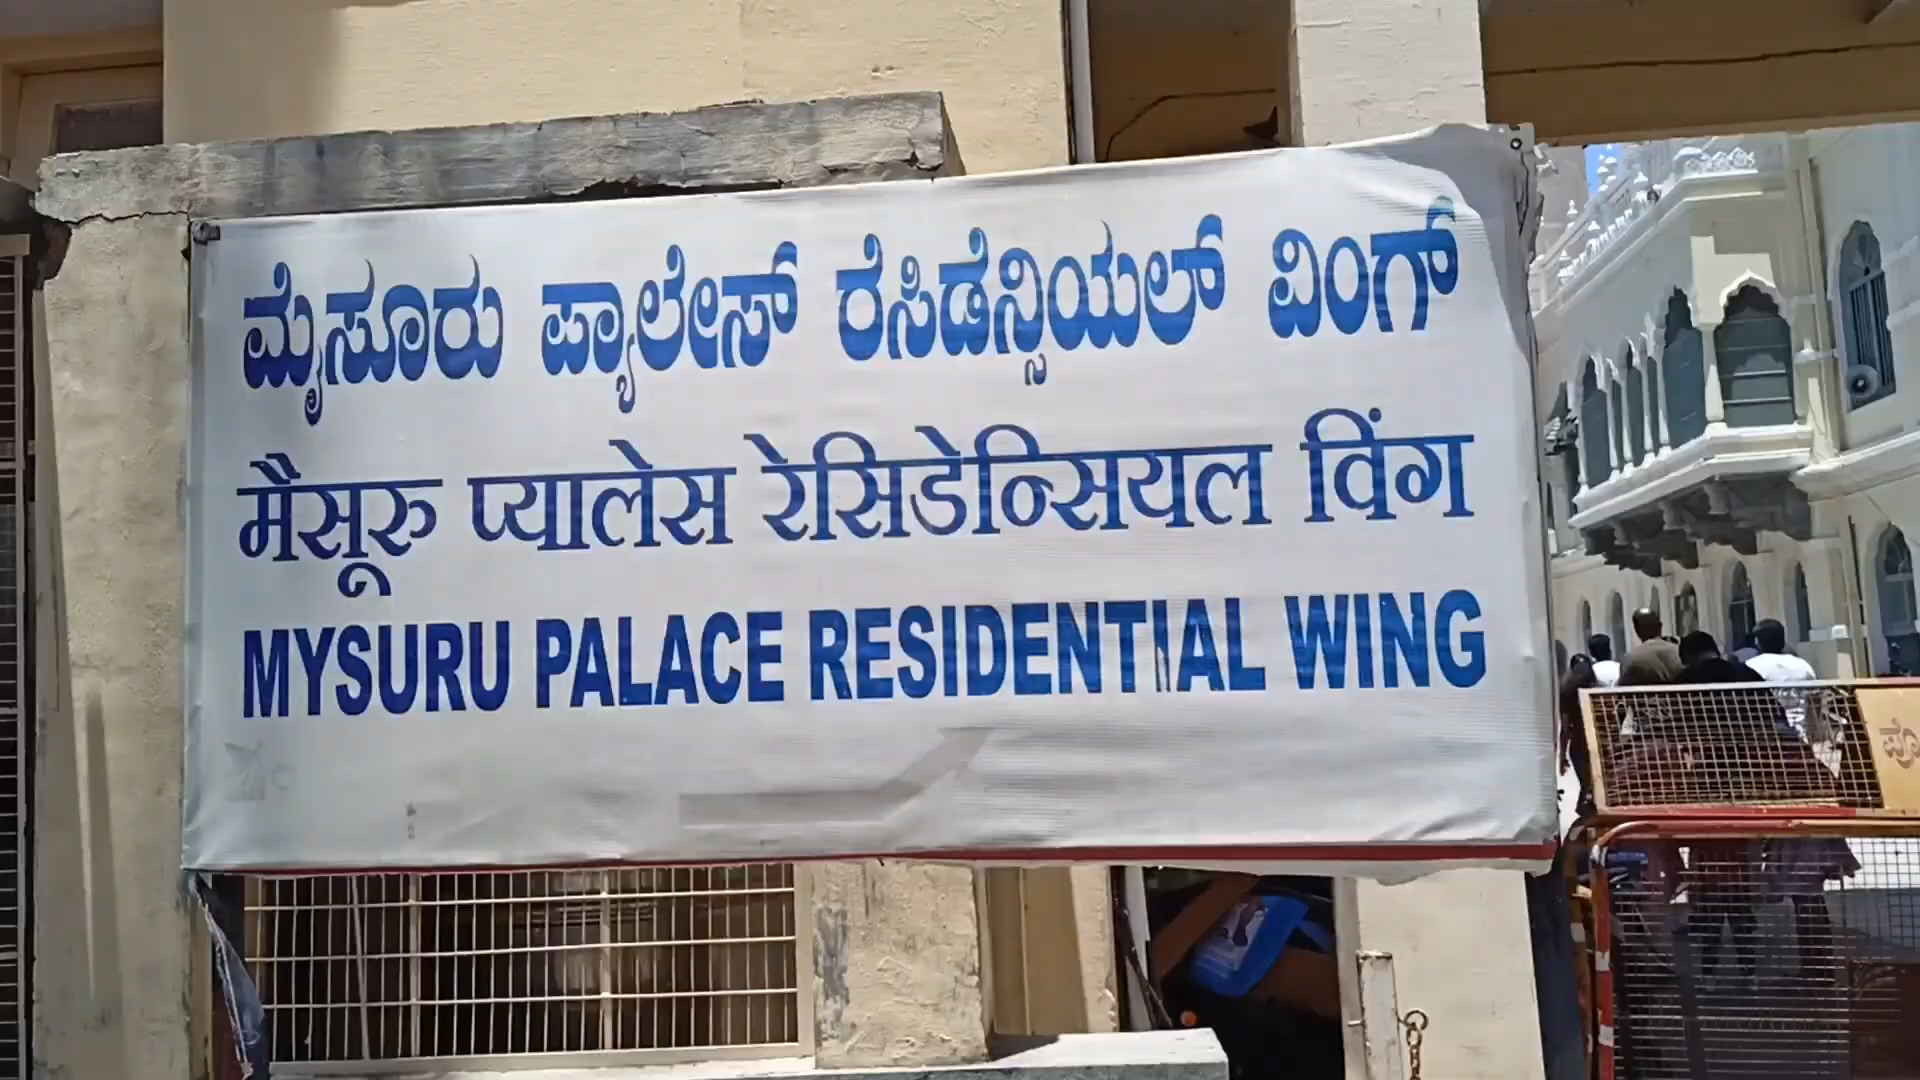 ಮೈಸೂರು ಪ್ಯಾಲೇಸ್ ರೆಸಿಡೆನ್ಸಿಯಲ್ ವಿಂಗ್
मैसूरु प्यालेस रेसिडेन्सियल विंग
MYSURU PALACE RESIDENTIAL WING